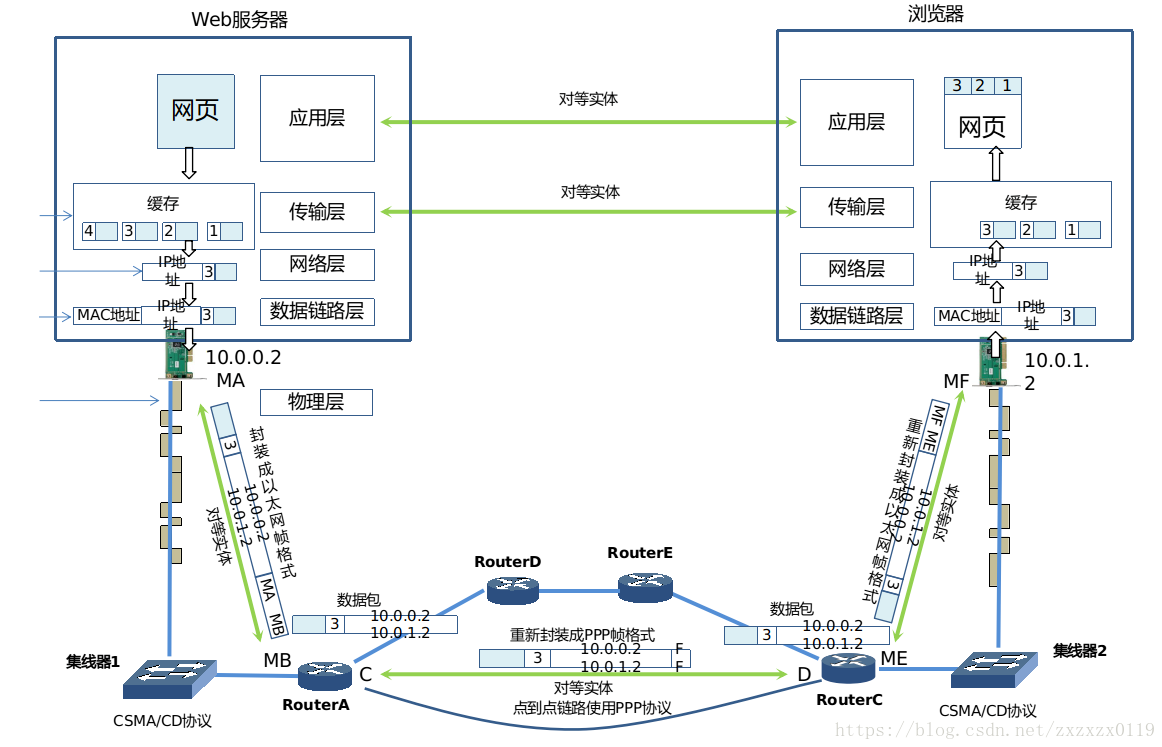 Web服务器
浏览器
网页
应用层
对等实体
应用层
3 2 1
网页
缓存
4 3 2 1
传输层
对等实体
传输层
缓存
3 2 1
IP地
址
3
网络层
网络层
IP地
址
3
MAC地址
IP地
址
3
数据链路层
数据链路层
MAC地址
IP地
址
3
10.0.0.2
MA
10.0.1.
2
MF
物理层
3
10.0.0.2
10.0.1.2
MA MB
封装成以太网帧格式
对等实体
MF ME
10.0.0.2
10.0.1.2
3
重新封装成以太网帧格式
对等实体
RouterD
RouterE
数据包
3
10.0.0.2
10.0.1.2
重新封装成PPP帧格式
3
10.0.0.2
10.0.1.2
F
F
数据包
3
10.0.0.2
10.0.1.2
集线器1
MB
RouterA
C
对等实体
点到点链路使用PPP协议
D
ME
RouterC
集线器2
CSMA/CD协议
CSMA/CD协议
https://blog.csdn.net/zxzxzx0119